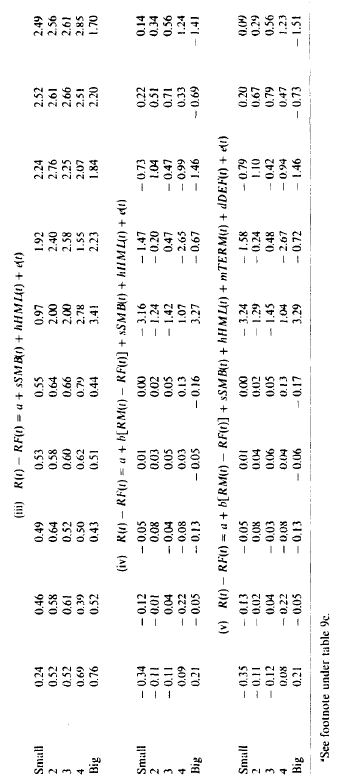 (iii) R(t) − RF(t) = a + sSMB(t) + hHML(t) + e(t)
Small 0.24 0.46 0.49 0.53 0.55 0.97 1.92 2.24 2.52 2.49
2 0.52 0.58 0.64 0.58 0.64 2.00 2.40 2.76 2.61 2.56
3 0.52 0.61 0.52 0.60 0.66 2.00 2.58 2.25 2.66 2.61
4 0.69 0.39 0.50 0.62 0.79 2.78 1.55 2.07 2.51 2.85
Big 0.76 0.52 0.43 0.51 0.44 3.41 2.23 1.84 2.20 1.70
(iv) R(t) − RF(t) = a + b[RM(t) − RF(t)] + sSMB(t) + hHML(t) + e(t)
Small − 0.34 − 0.12 − 0.05 0.01 0.00 − 3.16 − 1.47 − 0.73 0.22 0.14
2 − 0.11 − 0.01 0.08 0.03 0.02 − 1.24 − 0.20 1.04 0.51 0.34
3 − 0.11 0.04 − 0.04 0.05 0.05 − 1.42 0.47 − 0.47 0.71 0.56
4 0.09 − 0.22 − 0.08 0.03 0.13 1.07 − 2.65 − 0.99 0.33 1.24
Big 0.21 − 0.05 − 0.13 − 0.05 − 0.16 3.27 − 0.67 − 1.46 − 0.69 − 1.41
(v) R(t) − RF(t) = a + b[RM(t) − RF(t)] + sSMB(t) + hHML(t) + mTERM(t) + dDEF(t) + e(t)
Small − 0.35 − 0.13 − 0.05 0.01 0.00 − 3.24 − 1.58 − 0.79 0.20 0.09
2 − 0.11 − 0.02 0.08 0.04 0.02 − 1.29 − 0.24 1.10 0.67 0.29
3 − 0.12 0.04 − 0.03 0.06 0.05 − 1.45 0.48 − 0.42 0.79 0.56
4 0.08 − 0.22 − 0.08 0.04 0.13 1.04 − 2.67 − 0.94 0.47 1.23
Big 0.21 − 0.05 − 0.13 − 0.06 − 0.17 3.29 − 0.72 − 1.46 − 0.73 − 1.51
ᵃSee footnote under table 9c.